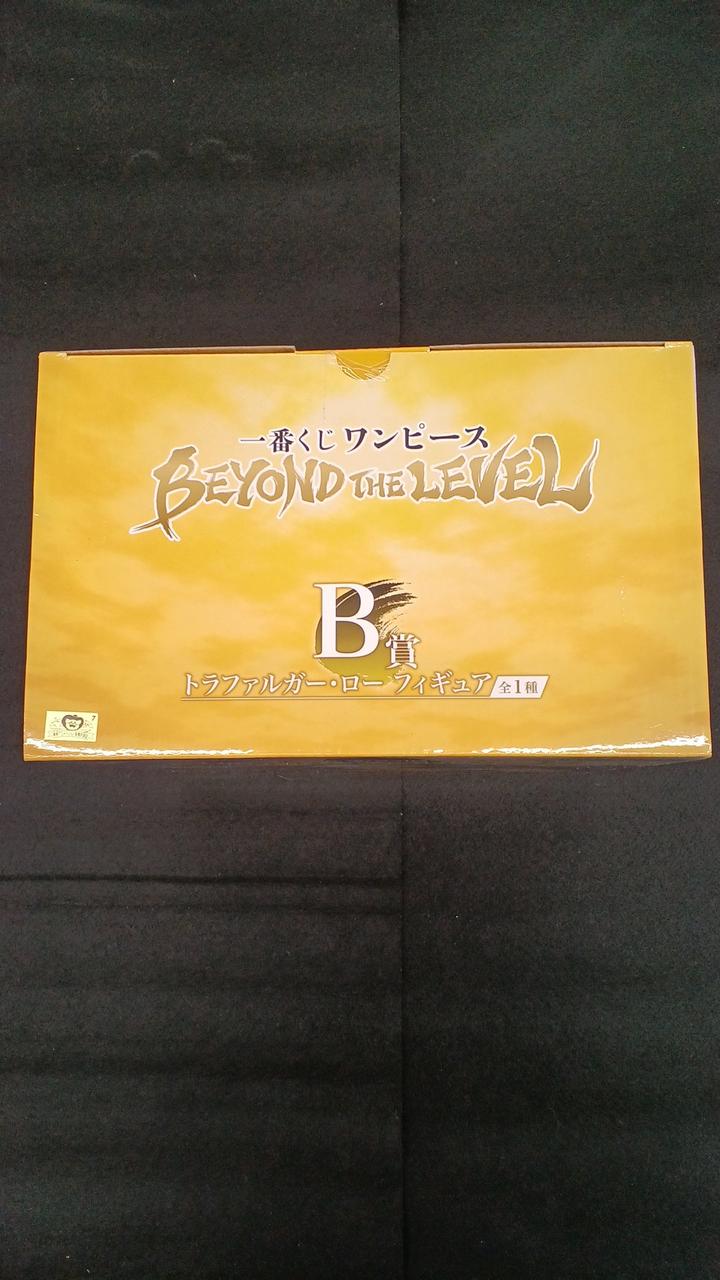 一番くじ ワンピース
BEYOND THE LEVEL
B賞
トラファルガー・ロー フィギュア 全1種